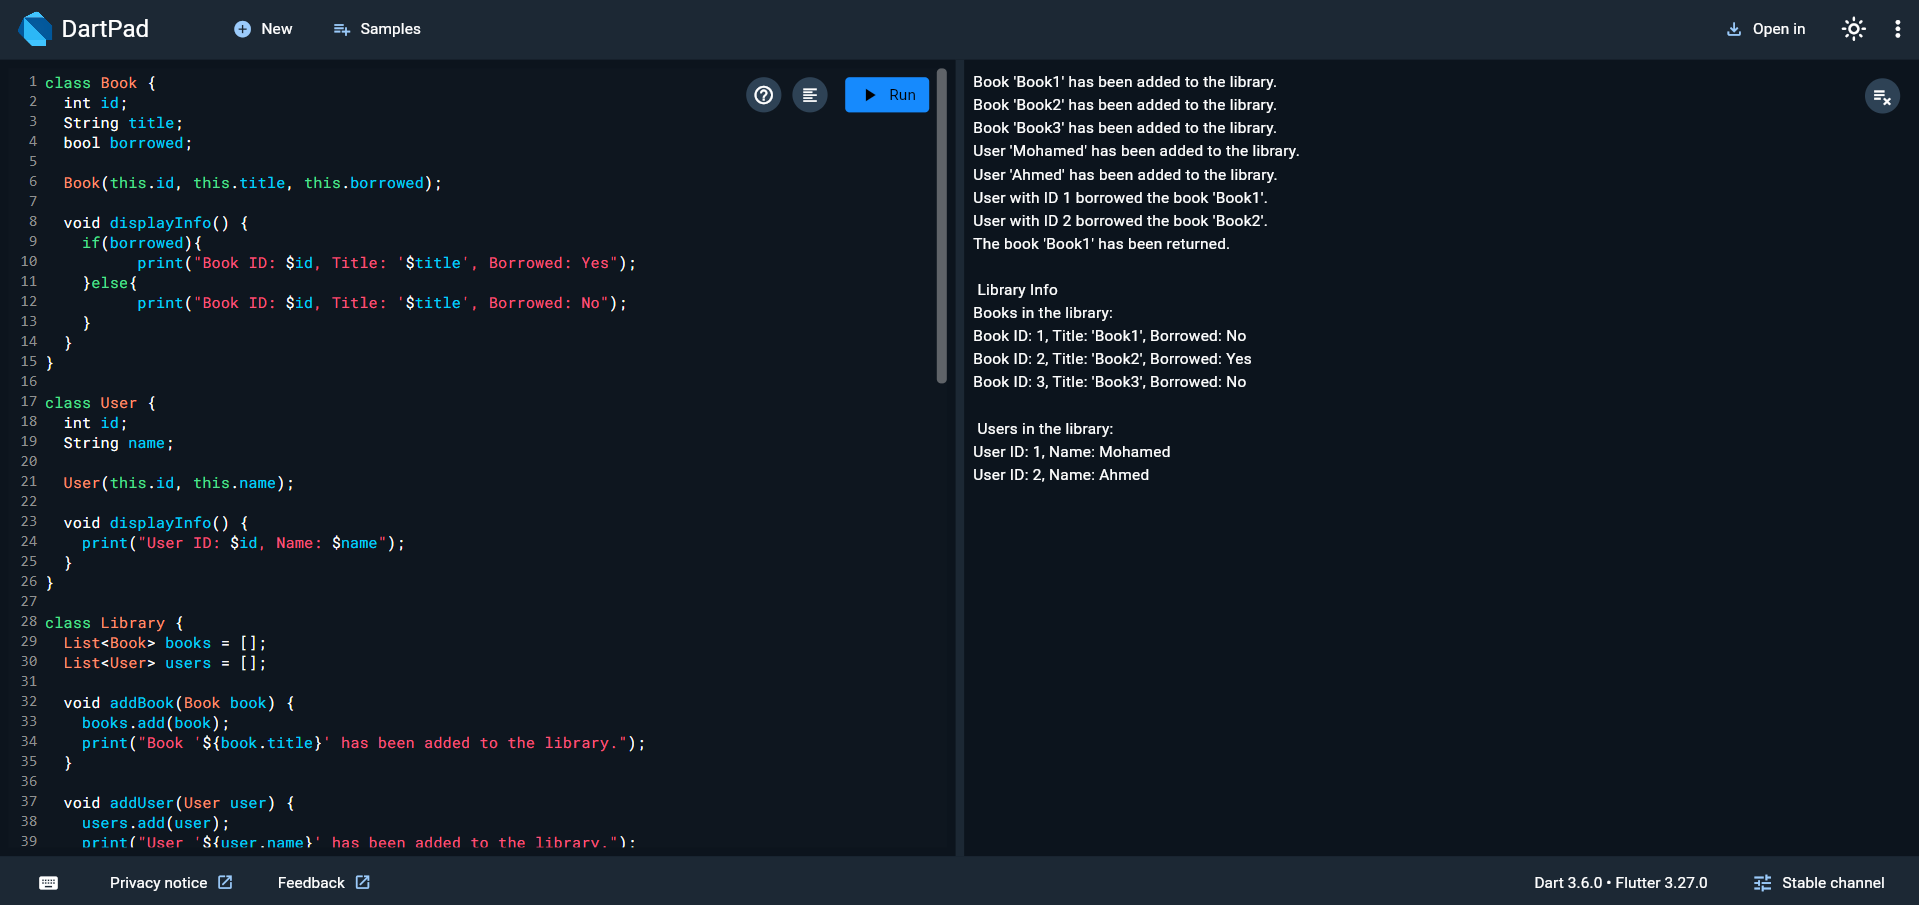 DartPad
New
Samples
Open in
1 class Book {
2   int id;
3   String title;
4   bool borrowed;
5
6   Book(this.id, this.title, this.borrowed);
7
8   void displayInfo() {
9     if(borrowed){
10           print("Book ID: $id, Title: '$title', Borrowed: Yes");
11     }else{
12           print("Book ID: $id, Title: '$title', Borrowed: No");
13     }
14   }
15 }
16
17 class User {
18   int id;
19   String name;
20
21   User(this.id, this.name);
22
23   void displayInfo() {
24     print("User ID: $id, Name: $name");
25   }
26 }
27
28 class Library {
29   List<Book> books = [];
30   List<User> users = [];
31
32   void addBook(Book book) {
33     books.add(book);
34     print("Book '${book.title}' has been added to the library.");
35   }
36
37   void addUser(User user) {
38     users.add(user);
39     print("User '${user.name}' has been added to the library.");
Run
Book 'Book1' has been added to the library.
Book 'Book2' has been added to the library.
Book 'Book3' has been added to the library.
User 'Mohamed' has been added to the library.
User 'Ahmed' has been added to the library.
User with ID 1 borrowed the book 'Book1'.
User with ID 2 borrowed the book 'Book2'.
The book 'Book1' has been returned.

Library Info
Books in the library:
Book ID: 1, Title: 'Book1', Borrowed: No
Book ID: 2, Title: 'Book2', Borrowed: Yes
Book ID: 3, Title: 'Book3', Borrowed: No

Users in the library:
User ID: 1, Name: Mohamed
User ID: 2, Name: Ahmed
Privacy notice
Feedback
Dart 3.6.0 • Flutter 3.27.0
Stable channel